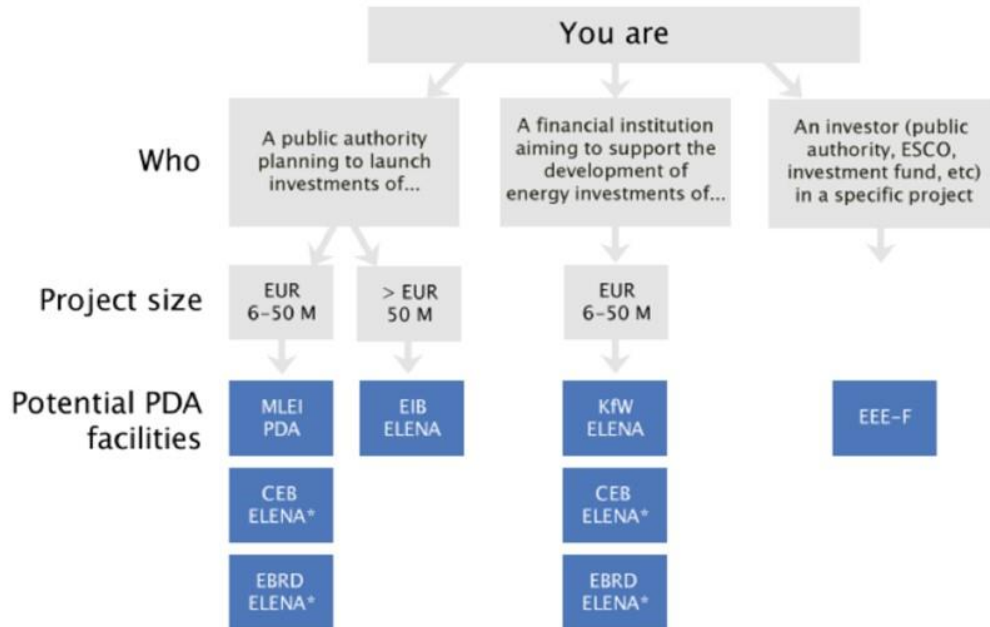 You are
Who
A public authority
planning to launch
investments of...
A financial institution
aiming to support the
development of
energy investments of...
An investor (public
authority, ESCO,
investment fund, etc)
in a specific project
Project size
EUR
6-50 M
> EUR
50 M
EUR
6-50 M
Potential PDA
facilities
MLEI
PDA
EIB
ELENA
KfW
ELENA
EEE-F
CEB
ELENA*
CEB
ELENA*
EBRD
ELENA*
EBRD
ELENA*